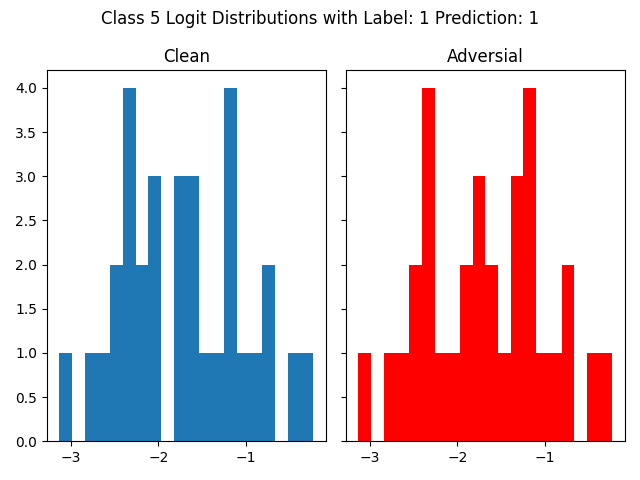 Class 5 Logit Distributions with Label: 1 Prediction: 1
Clean
Adversial
4.0
3.5
3.0
2.5
2.0
1.5
1.0
0.5
0.0
−3 −2 −1
−3 −2 −1